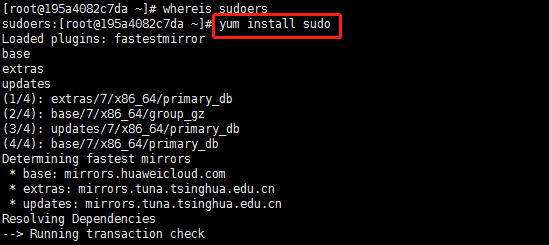 [root@195a4082c7da ~]# whereis sudoers
sudoers:[root@195a4082c7da ~]# yum install sudo
Loaded plugins: fastestmirror
base
extras
updates
(1/4): extras/7/x86_64/primary_db
(2/4): base/7/x86_64/group_gz
(3/4): updates/7/x86_64/primary_db
(4/4): base/7/x86_64/primary_db
Determining fastest mirrors
 * base: mirrors.huaweicloud.com
 * extras: mirrors.tuna.tsinghua.edu.cn
 * updates: mirrors.tuna.tsinghua.edu.cn
Resolving Dependencies
--> Running transaction check